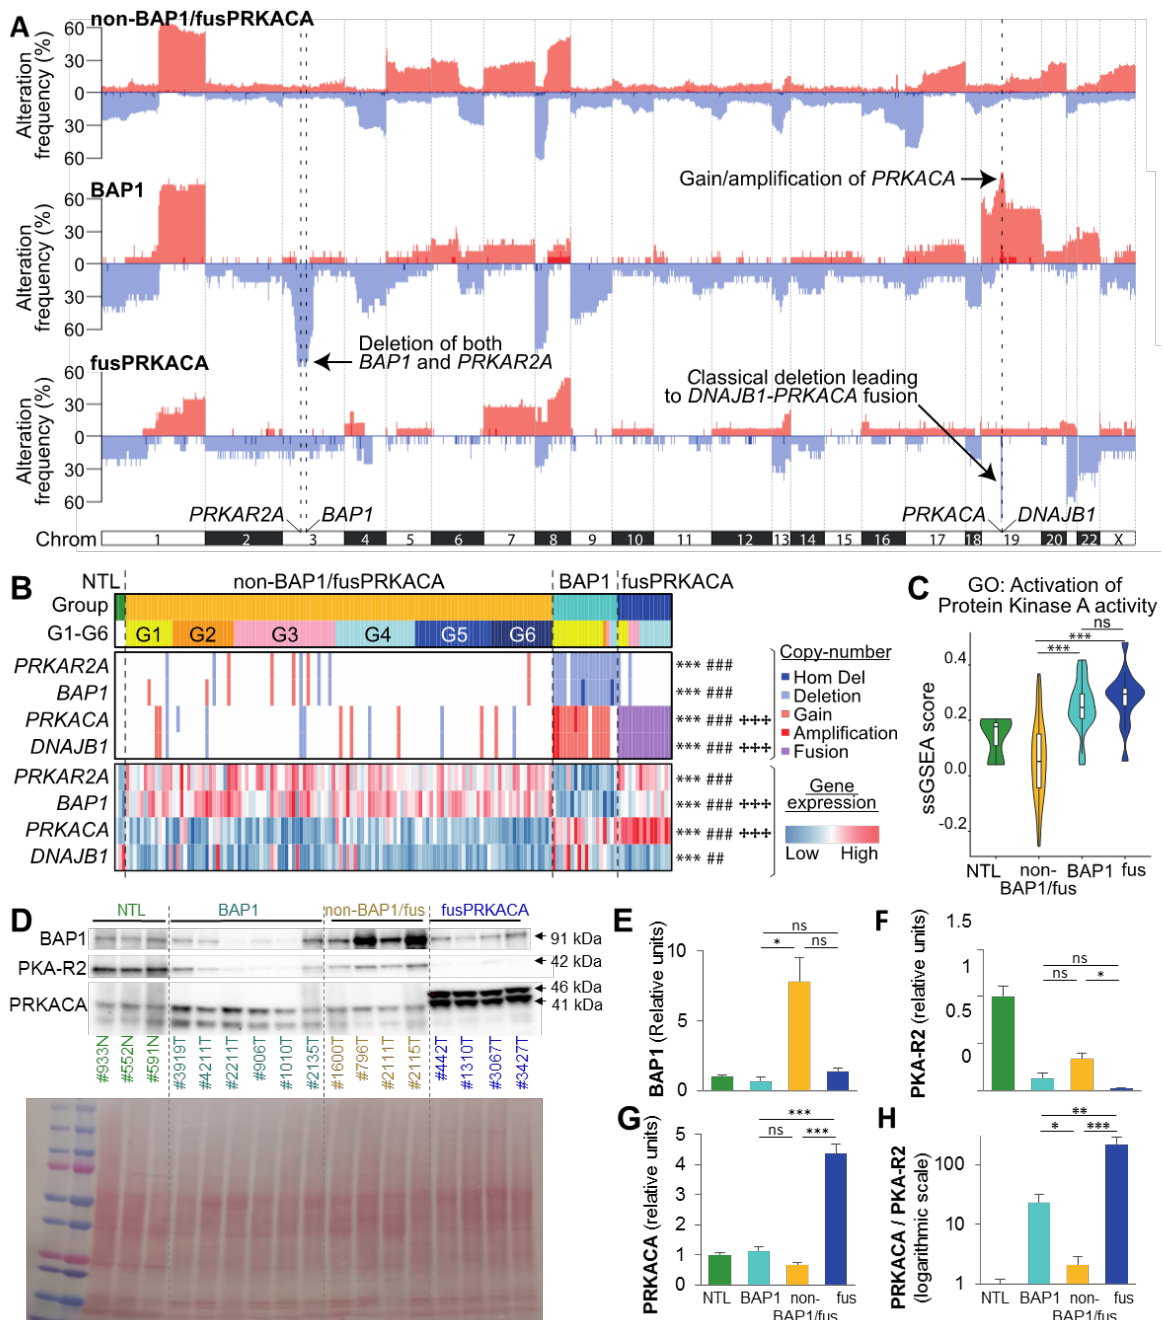 A
non-BAP1/fusPRKACA
Alteration
frequency (%)
60
30
0
30
60
BAP1
Gain/amplification of PRKACA
Alteration
frequency (%)
60
30
0
30
60
Deletion of both
BAP1 and PRKAR2A
fusPRKACA
Classical deletion leading
to DNAJB1-PRKACA fusion
Alteration
frequency (%)
60
30
0
30
60
PRKAR2A BAP1 PRKACA DNAJB1
Chrom 1 2 3 4 5 6 7 8 9 10 11 12 13 14 15 16 17 18 19 20 22 X
B
NTL non-BAP1/fusPRKACA BAP1 fusPRKACA
Group
G1-G6 G1 G2 G3 G4 G5 G6
PRKAR2A *** ###
BAP1 *** ###
PRKACA *** ### +++
DNAJB1 *** ### +++
Copy-number
Hom Del
Deletion
Gain
Amplification
Fusion
PRKAR2A *** ###
BAP1 *** ### +++
PRKACA *** ### +++
DNAJB1 *** ##
Gene
expression
Low High
C
GO: Activation of
Protein Kinase A activity
ns
***
***
ssGSEA score
0.4
0.2
0.0
-0.2
NTL non-BAP1/fus BAP1 fus
D
NTL BAP1 non-BAP1/fus fusPRKACA
BAP1 91 kDa
PKA-R2 42 kDa
PRKACA 46 kDa
41 kDa
#933N
#552N
#591N
#3919T
#4211T
#2211T
#906T
#1010T
#2135T
#1600T
#796T
#2111T
#2115T
#442T
#1310T
#3067T
#3427T
E
BAP1 (Relative units)
10
5
0
ns
* ns
F
PKA-R2 (relative units)
1.5
1
0.5
0
ns
ns *
G
PRKACA (relative units)
5
4
3
2
1
0
***
ns ***
NTL BAP1 non-BAP1/fus fus
H
PRKACA / PKA-R2
(logarithmic scale)
100
10
1
**
* ***
NTL BAP1 non-BAP1/fus fus